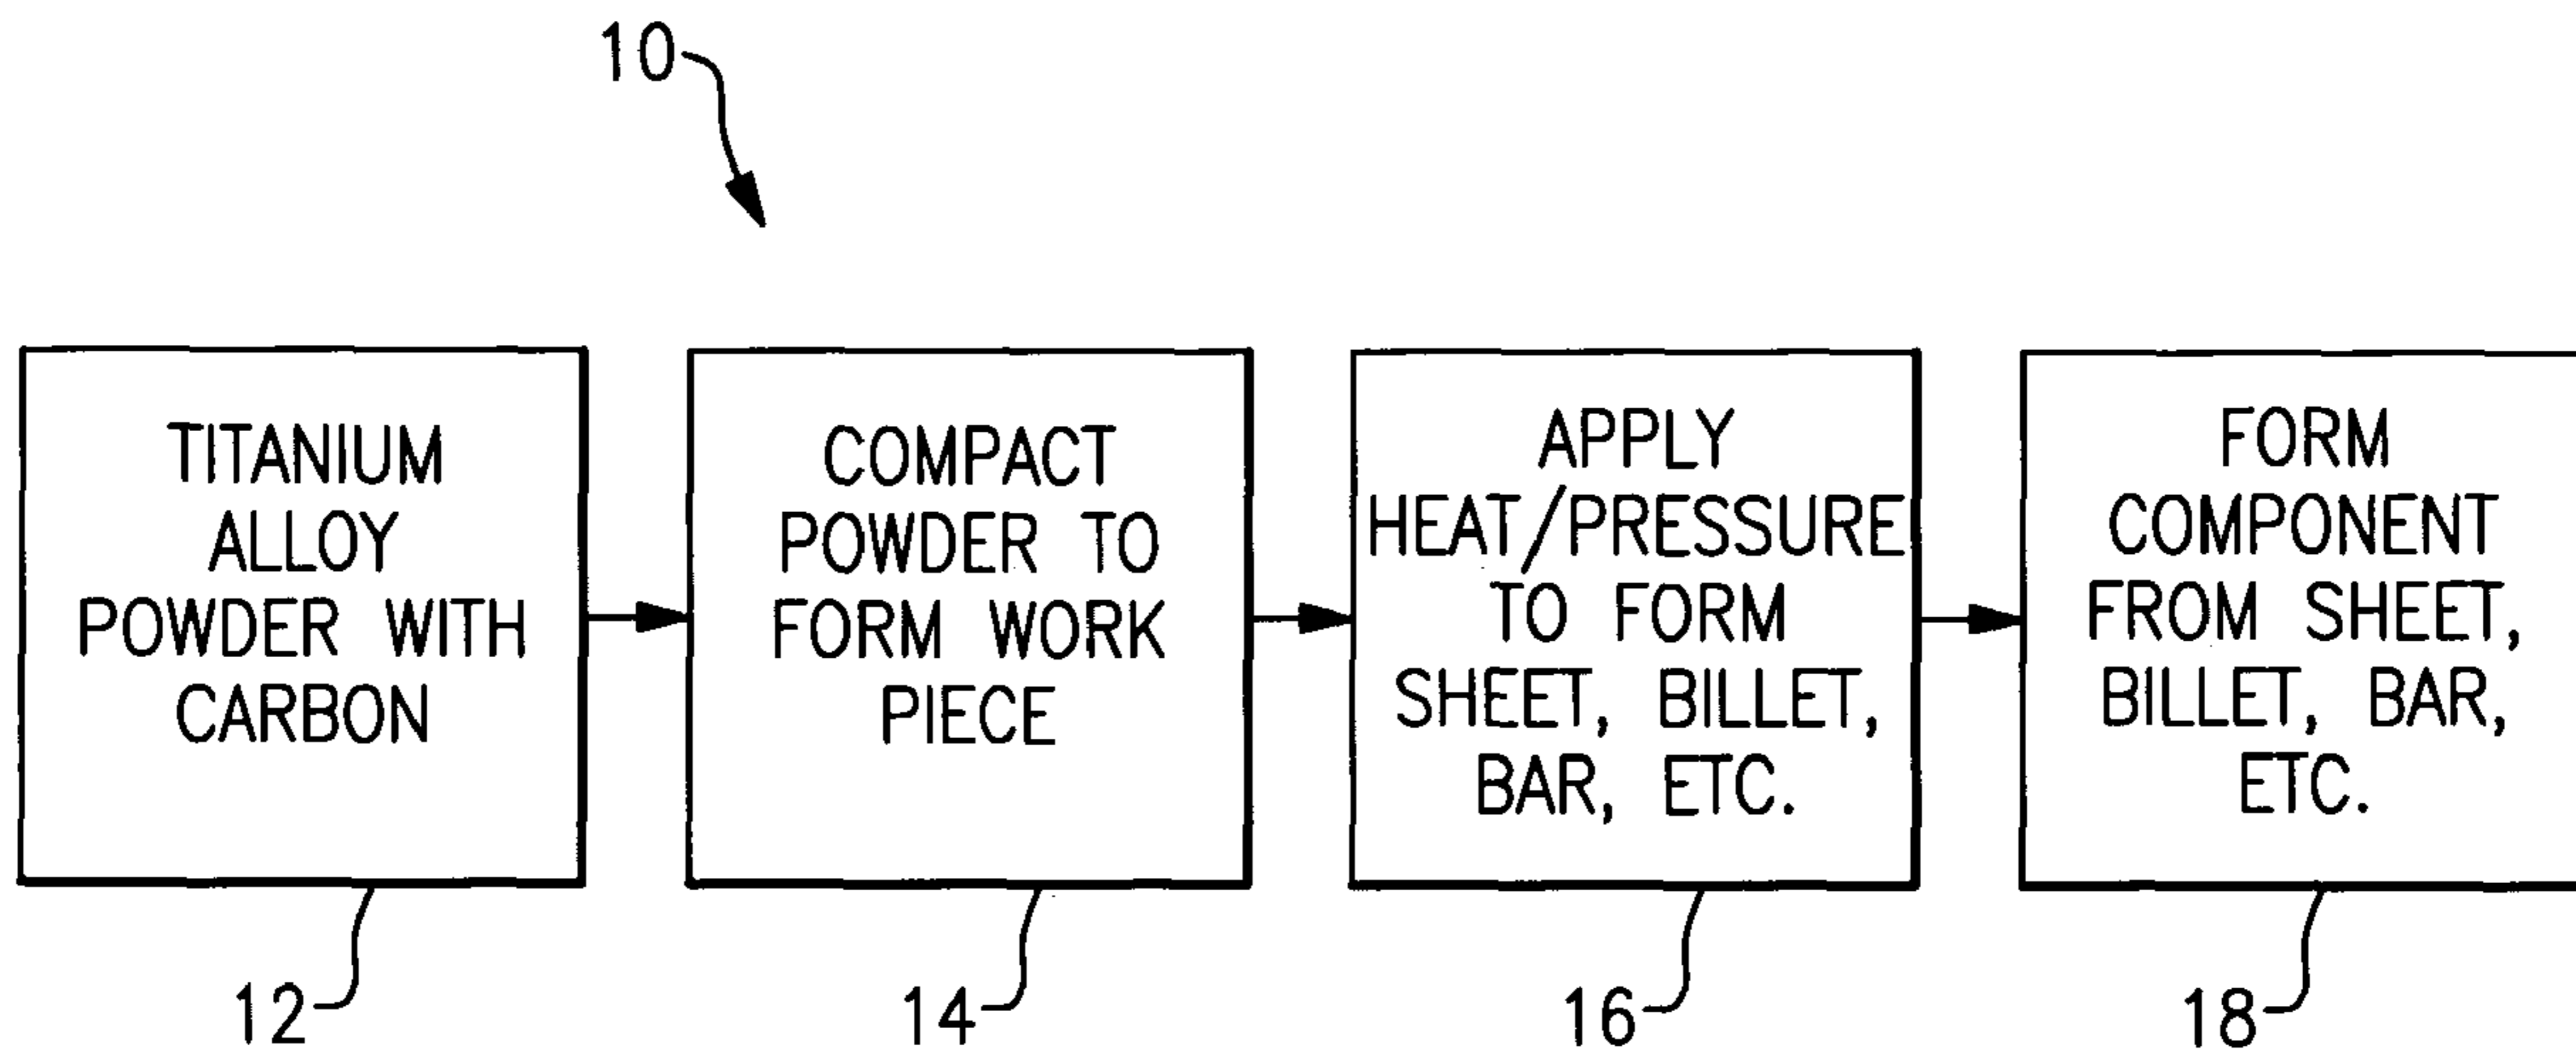 10
TITANIUM
ALLOY
POWDER WITH
CARBON
COMPACT
POWDER TO
FORM WORK
PIECE
APPLY
HEAT/PRESSURE
TO FORM
SHEET, BILLET,
BAR, ETC.
FORM
COMPONENT
FROM SHEET,
BILLET, BAR,
ETC.
12
14
16
18